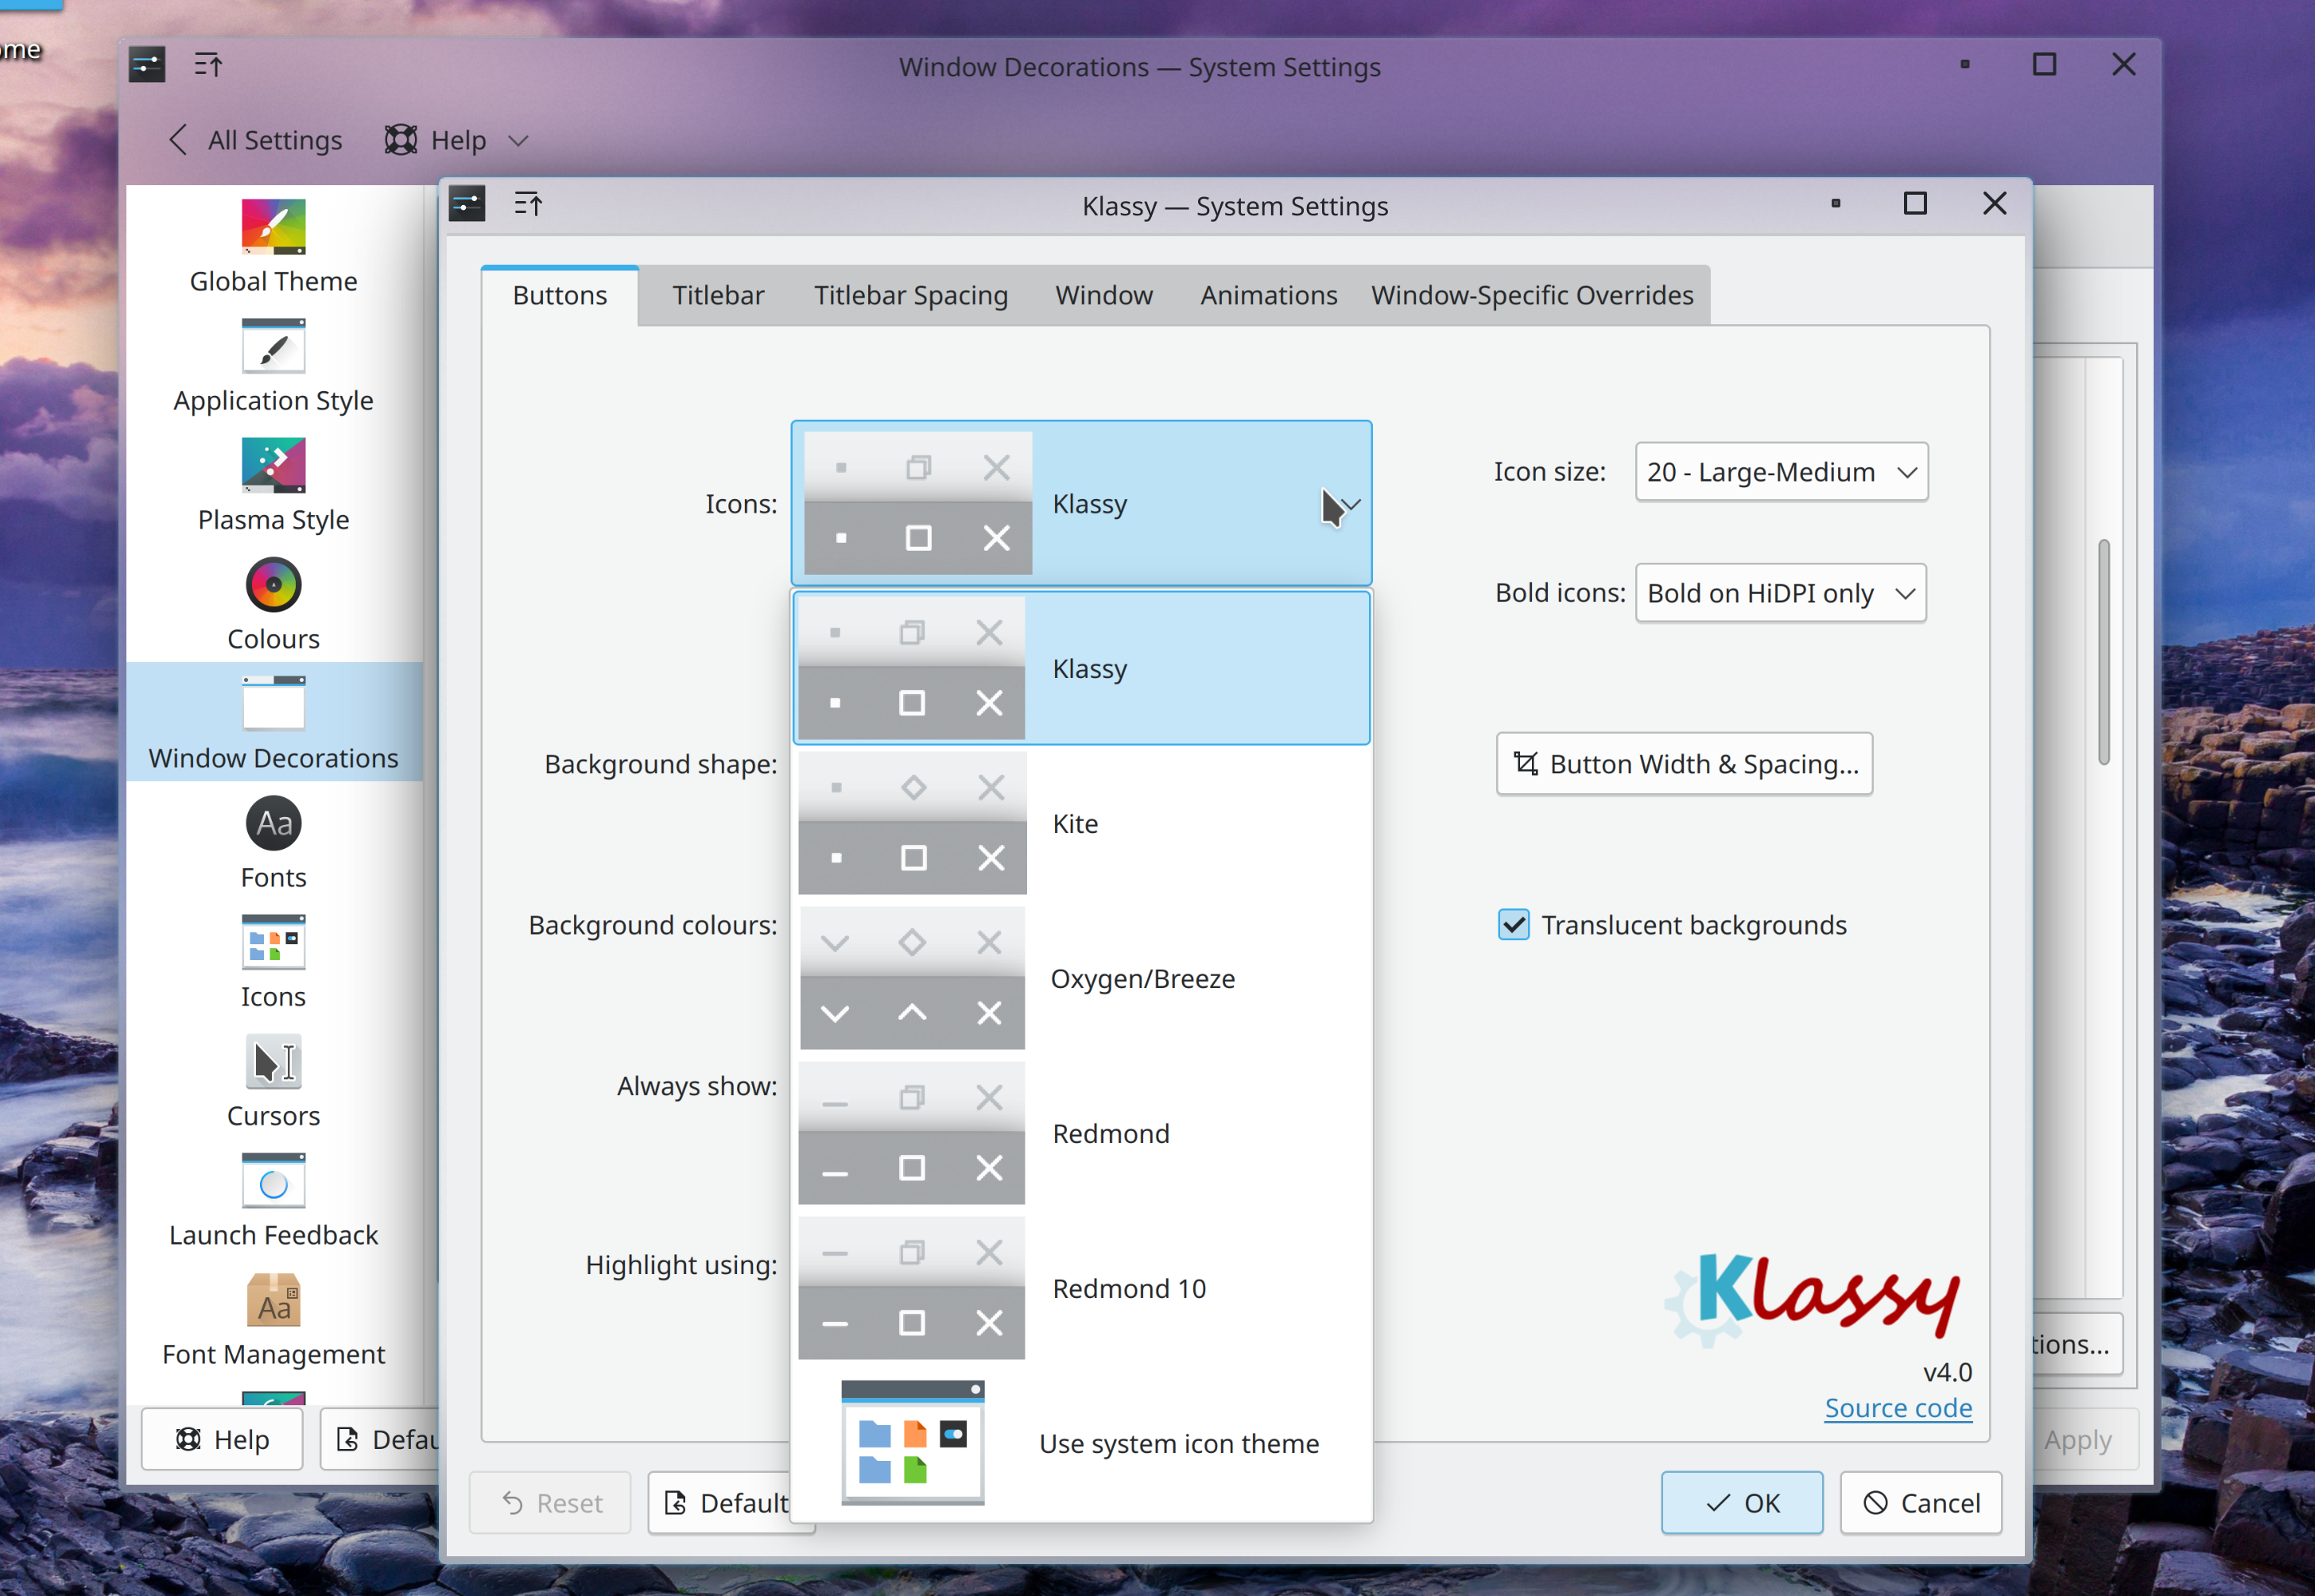 Window Decorations — System Settings
All Settings
Help
Klassy — System Settings
Global Theme
Application Style
Plasma Style
Colours
Window Decorations
Aa
Fonts
Icons
Cursors
Launch Feedback
Aa
Font Management
Help
Buttons
Titlebar
Titlebar Spacing
Window
Animations
Window-Specific Overrides
Icons:
Klassy
Icon size:
20 - Large-Medium
Bold icons:
Bold on HiDPI only
Klassy
Background shape:
Button Width & Spacing...
Kite
Background colours:
Translucent backgrounds
Oxygen/Breeze
Always show:
Redmond
Highlight using:
Redmond 10
Use system icon theme
Klassy
v4.0
Source code
Reset
Default
OK
Cancel
Apply